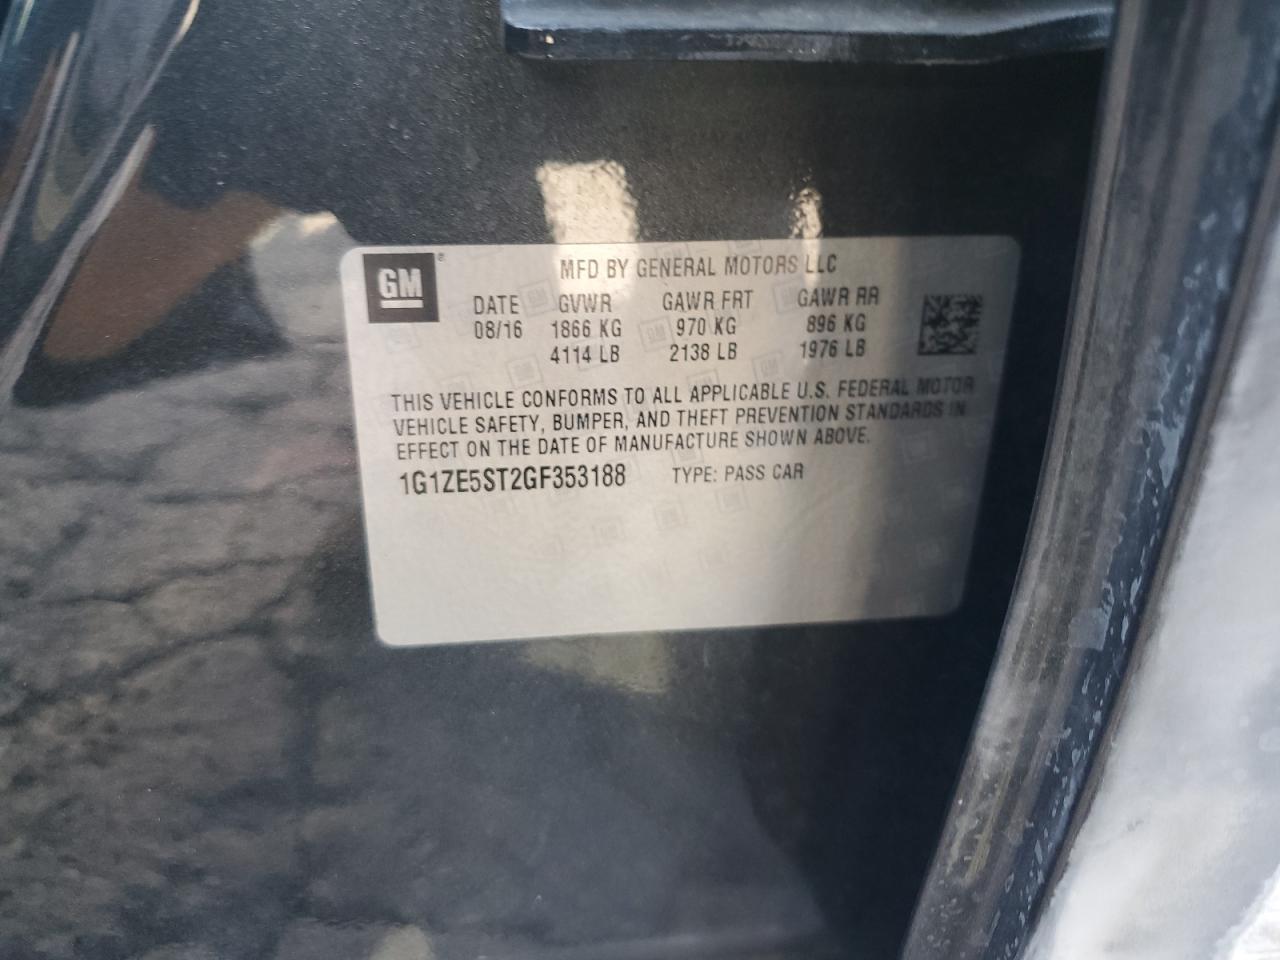 GM®
MFD BY GENERAL MOTORS LLC
DATE GVWR GAWR FRT GAWR RR
08/16 1866 KG 970 KG 896 KG
4114 LB 2138 LB 1976 LB
THIS VEHICLE CONFORMS TO ALL APPLICABLE U.S. FEDERAL MOTOR
VEHICLE SAFETY, BUMPER, AND THEFT PREVENTION STANDARDS IN
EFFECT ON THE DATE OF MANUFACTURE SHOWN ABOVE.
1G1ZE5ST2GF353188 TYPE: PASS CAR